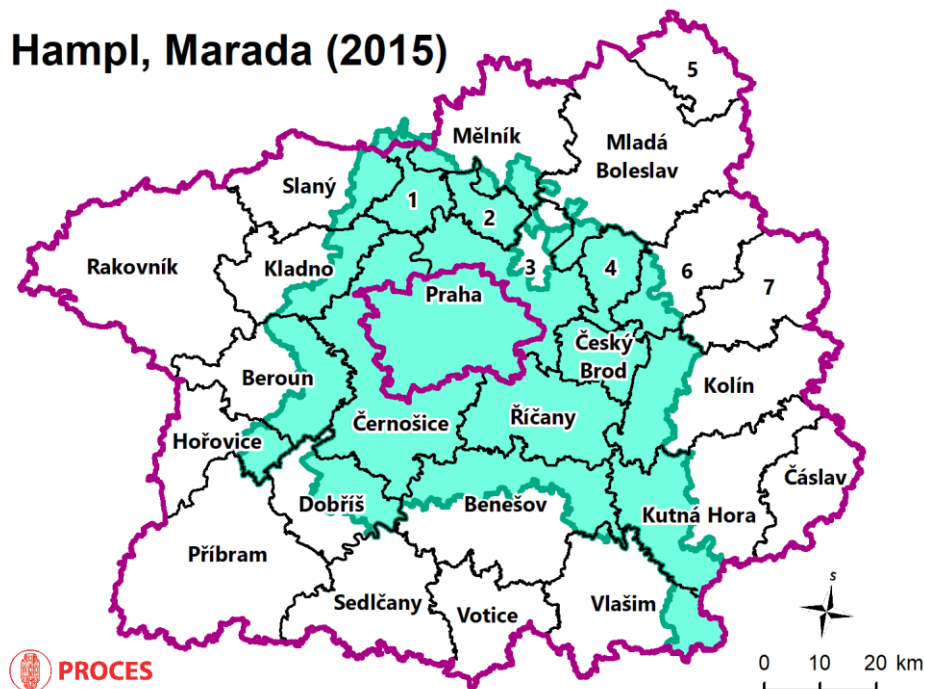 Hampl, Marada (2015)
5
Mělník
Mladá
Boleslav
Slaný
1
2
Rakovník
Kladno
3
4
6
7
Praha
Český
Brod
Beroun
Kolín
Černošice
Říčany
Hořovice
Čáslav
Dobříš
Benešov
Kutná Hora
Příbram
Sedlčany
Votice
Vlašim
S
PROCES
0 10 20 km